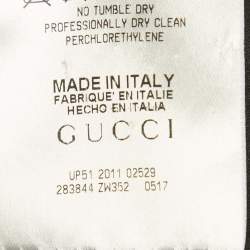 NO TUMBLE DRY
PROFESSIONALLY DRY CLEAN
PERCHLORETHYLENE
MADE IN ITALY
FABRIQUE' EN ITALIE
HECHO EN ITALIA
GUCCI
UP51 2011 02529
283844 ZW352 0517